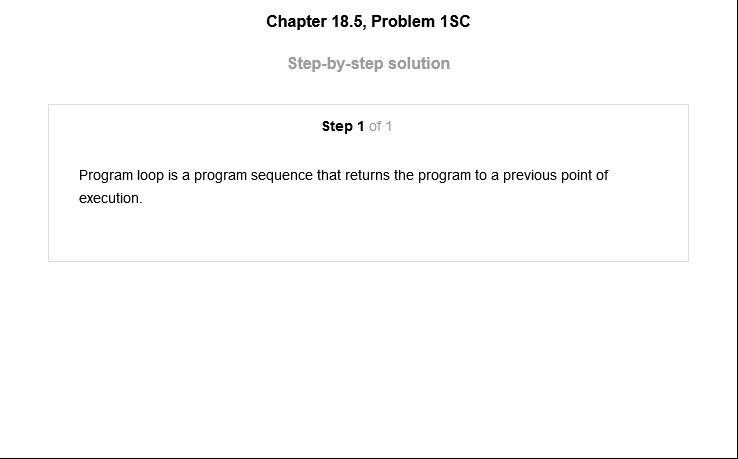 Chapter 18.5, Problem 1SC
Step-by-step solution
Step 1 of 1
Program loop is a program sequence that returns the program to a previous point of
execution.